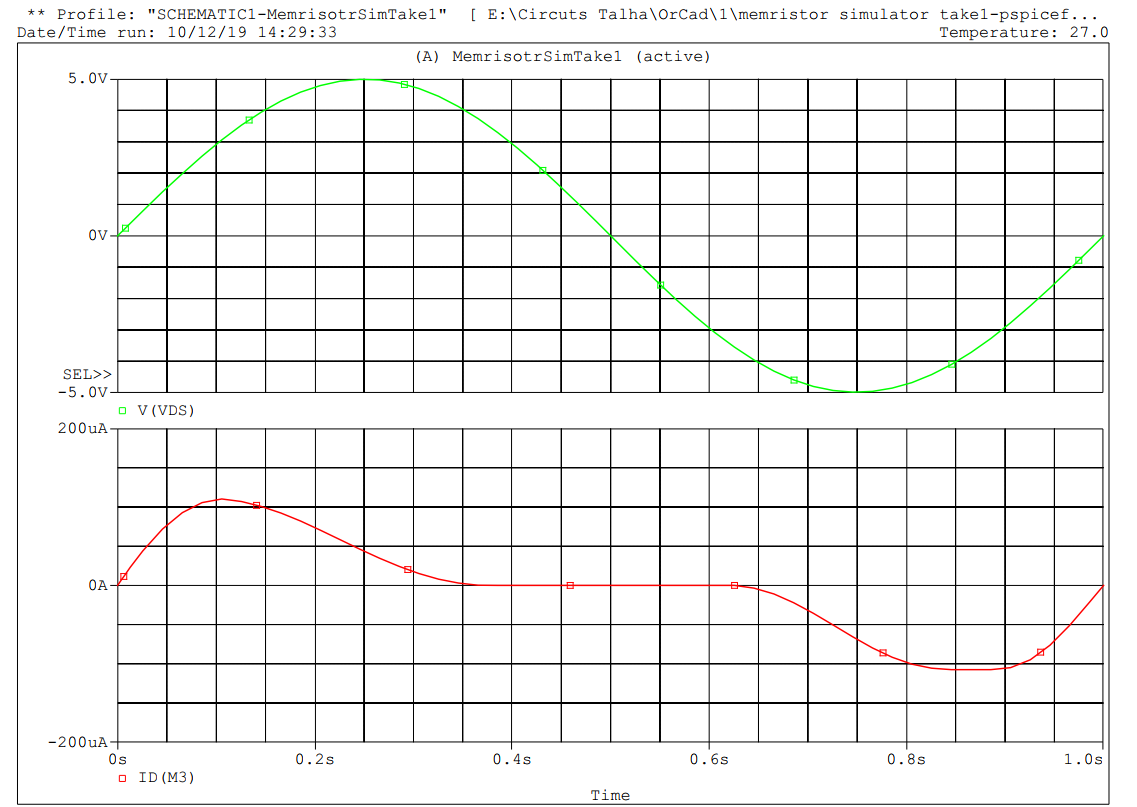 ** Profile: "SCHEMATIC1-MemrisotrSimTake1"  [ E:\Circuts Talha\OrCad\1\memristor simulator take1-pspicef...
Date/Time run: 10/12/19 14:29:33 Temperature: 27.0
(A) MemrisotrSimTake1 (active)
5.0V
0V
SEL>>
-5.0V
V(VDS)
200uA
0A
-200uA
0s 0.2s 0.4s 0.6s 0.8s 1.0s
ID(M3)
Time